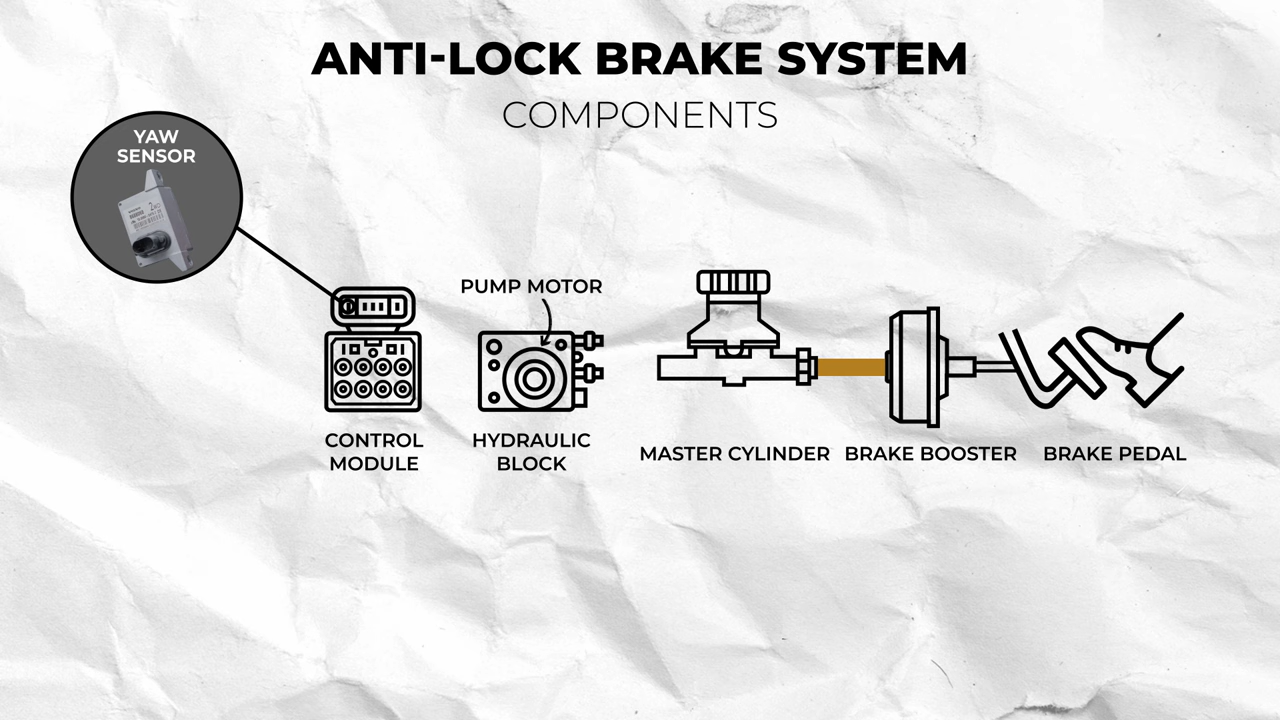 ANTI-LOCK BRAKE SYSTEM
COMPONENTS
YAW
SENSOR
PUMP MOTOR
CONTROL
MODULE
HYDRAULIC
BLOCK
MASTER CYLINDER
BRAKE BOOSTER
BRAKE PEDAL